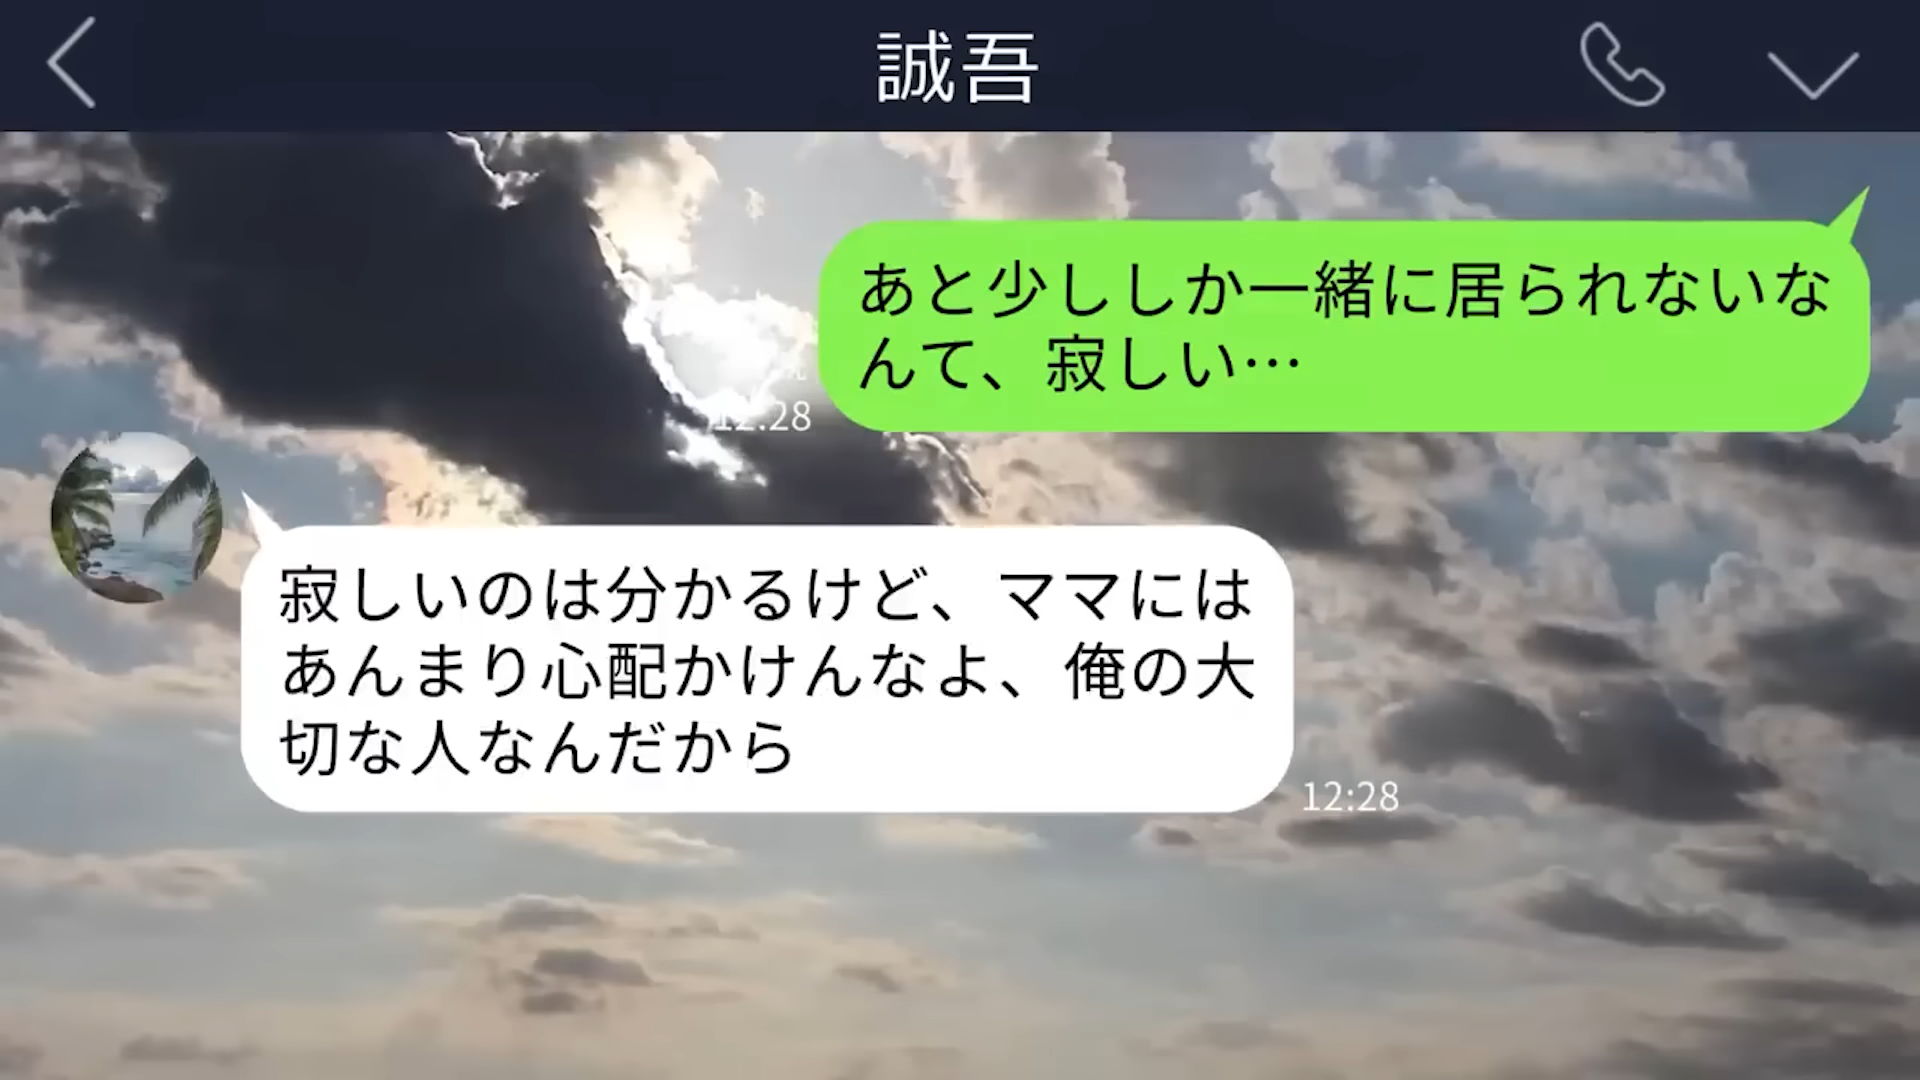 誠吾
あと少ししか一緒に居られないな
んて、寂しい…
12:28
寂しいのは分かるけど、ママには
あんまり心配かけんなよ、俺の大
切な人なんだから
12:28